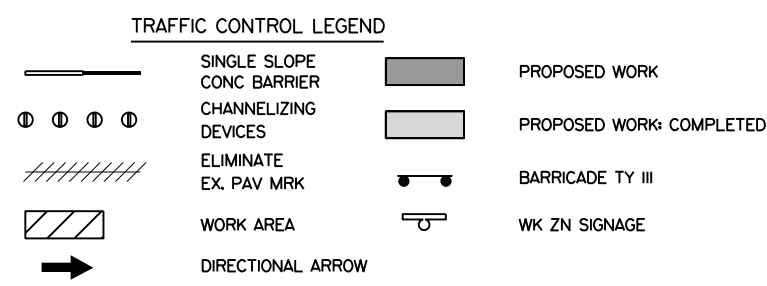 TRAFFIC CONTROL LEGEND
SINGLE SLOPE
CONC BARRIER
CHANNELIZING
DEVICES
ELIMINATE
EX. PAV MRK
WORK AREA
DIRECTIONAL ARROW
PROPOSED WORK
PROPOSED WORK: COMPLETED
BARRICADE TY III
WK ZN SIGNAGE